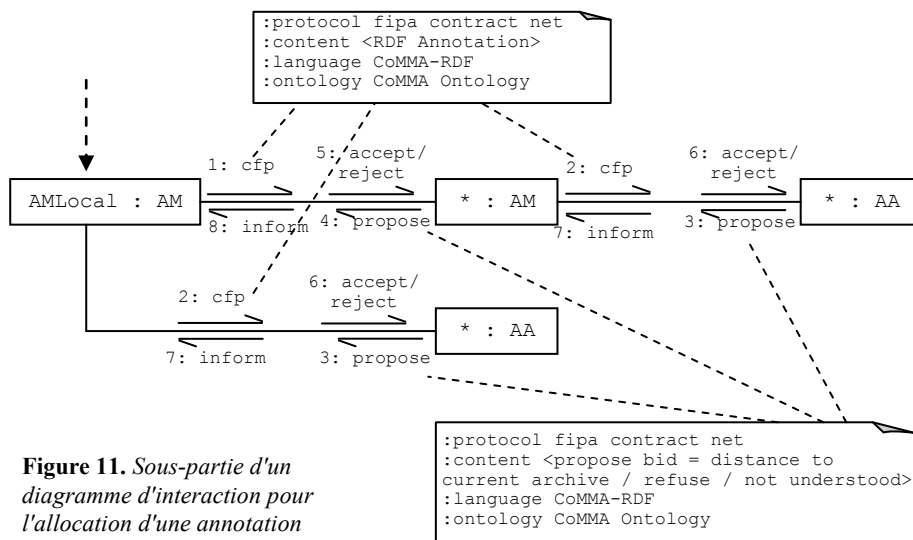 :protocol fipa contract net
:content <RDF Annotation>
:language CoMMA-RDF
:ontology CoMMA Ontology
1: cfp
5: accept/
reject
2: cfp
6: accept/
reject
AMLocal : AM
* : AM
* : AA
8: inform
4: propose
7: inform
3: propose
2: cfp
6: accept/
reject
* : AA
7: inform
3: propose
:protocol fipa contract net
:content <propose bid = distance to
current archive / refuse / not understood>
:language CoMMA-RDF
:ontology CoMMA Ontology
Figure 11. Sous-partie d'un
diagramme d'interaction pour
l'allocation d'une annotation